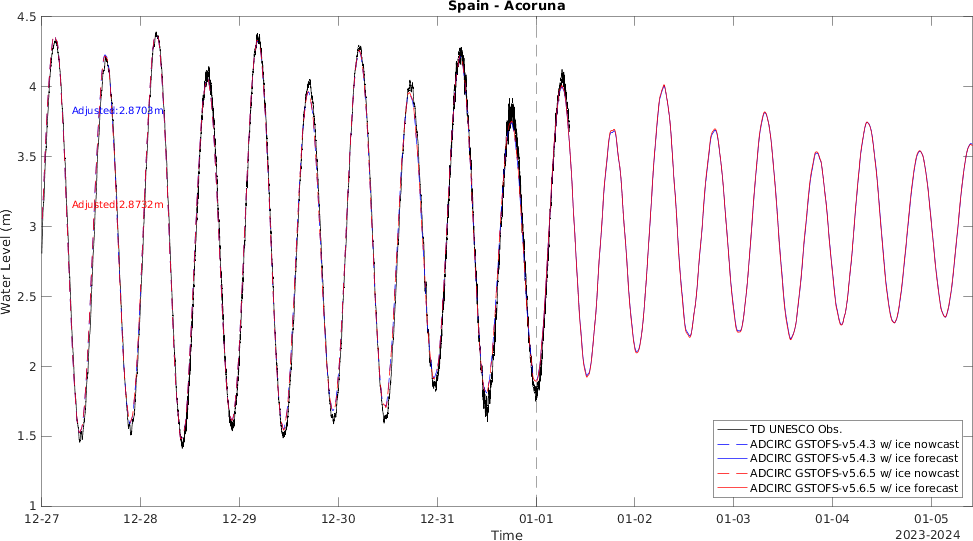 Spain - Acoruna
4.5
4
3.5
3
2.5
2
1.5
1
Water Level (m)
Adjusted:2.8703m
Adjusted:2.8732m
TD UNESCO Obs.
ADCIRC GSTOFS-v5.4.3 w/ ice nowcast
ADCIRC GSTOFS-v5.4.3 w/ ice forecast
ADCIRC GSTOFS-v5.6.5 w/ ice nowcast
ADCIRC GSTOFS-v5.6.5 w/ ice forecast
12-27 12-28 12-29 12-30 12-31 01-01 01-02 01-03 01-04 01-05
Time
2023-2024